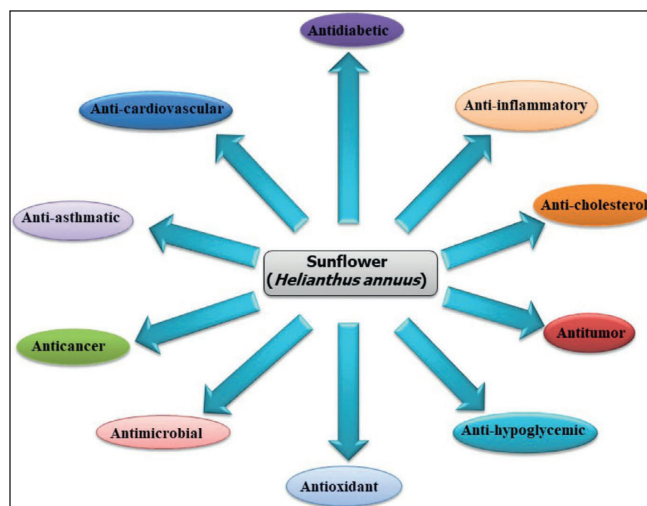 Antidiabetic
Anti-cardiovascular
Anti-inflammatory
Anti-asthmatic
Anti-cholesterol
Sunflower
(Helianthus annuus)
Anticancer
Antitumor
Antimicrobial
Anti-hypoglycemic
Antioxidant